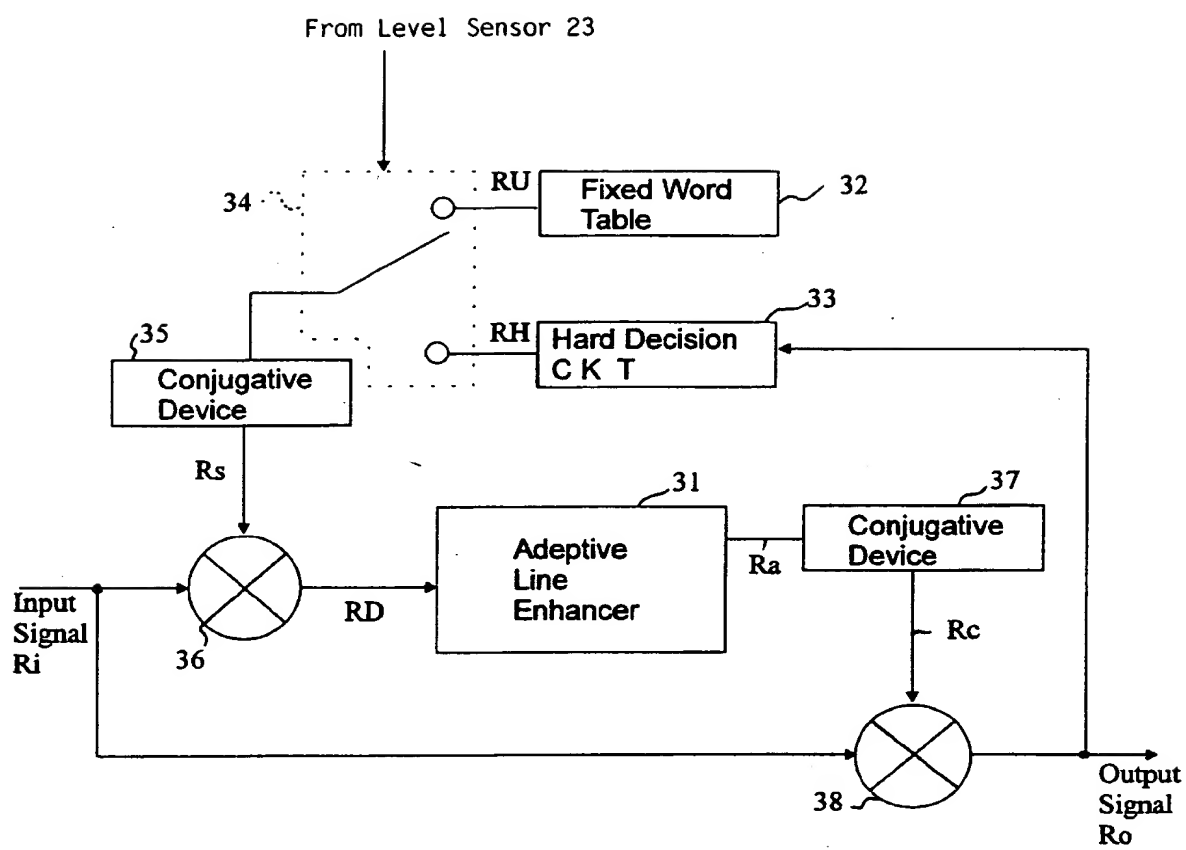 From Level Sensor 23
34
RU
Fixed Word
Table
32
35
Conjugative
Device
RH
Hard Decision
C K T
33
Rs
31
Adeptive
Line
Enhancer
Ra
37
Conjugative
Device
Input
Signal
Ri
36
RD
Rc
38
Output
Signal
Ro